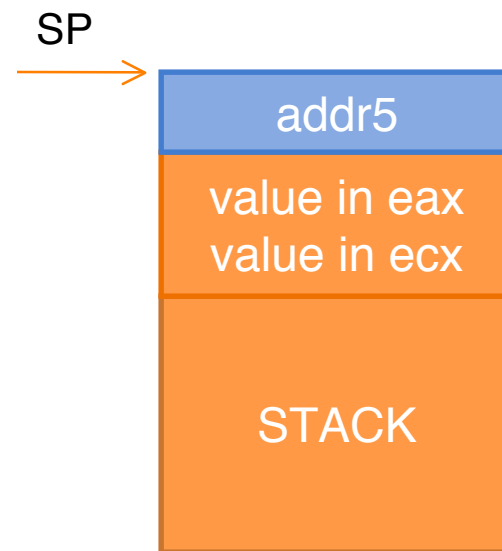 SP
addr5
value in eax
value in ecx
STACK